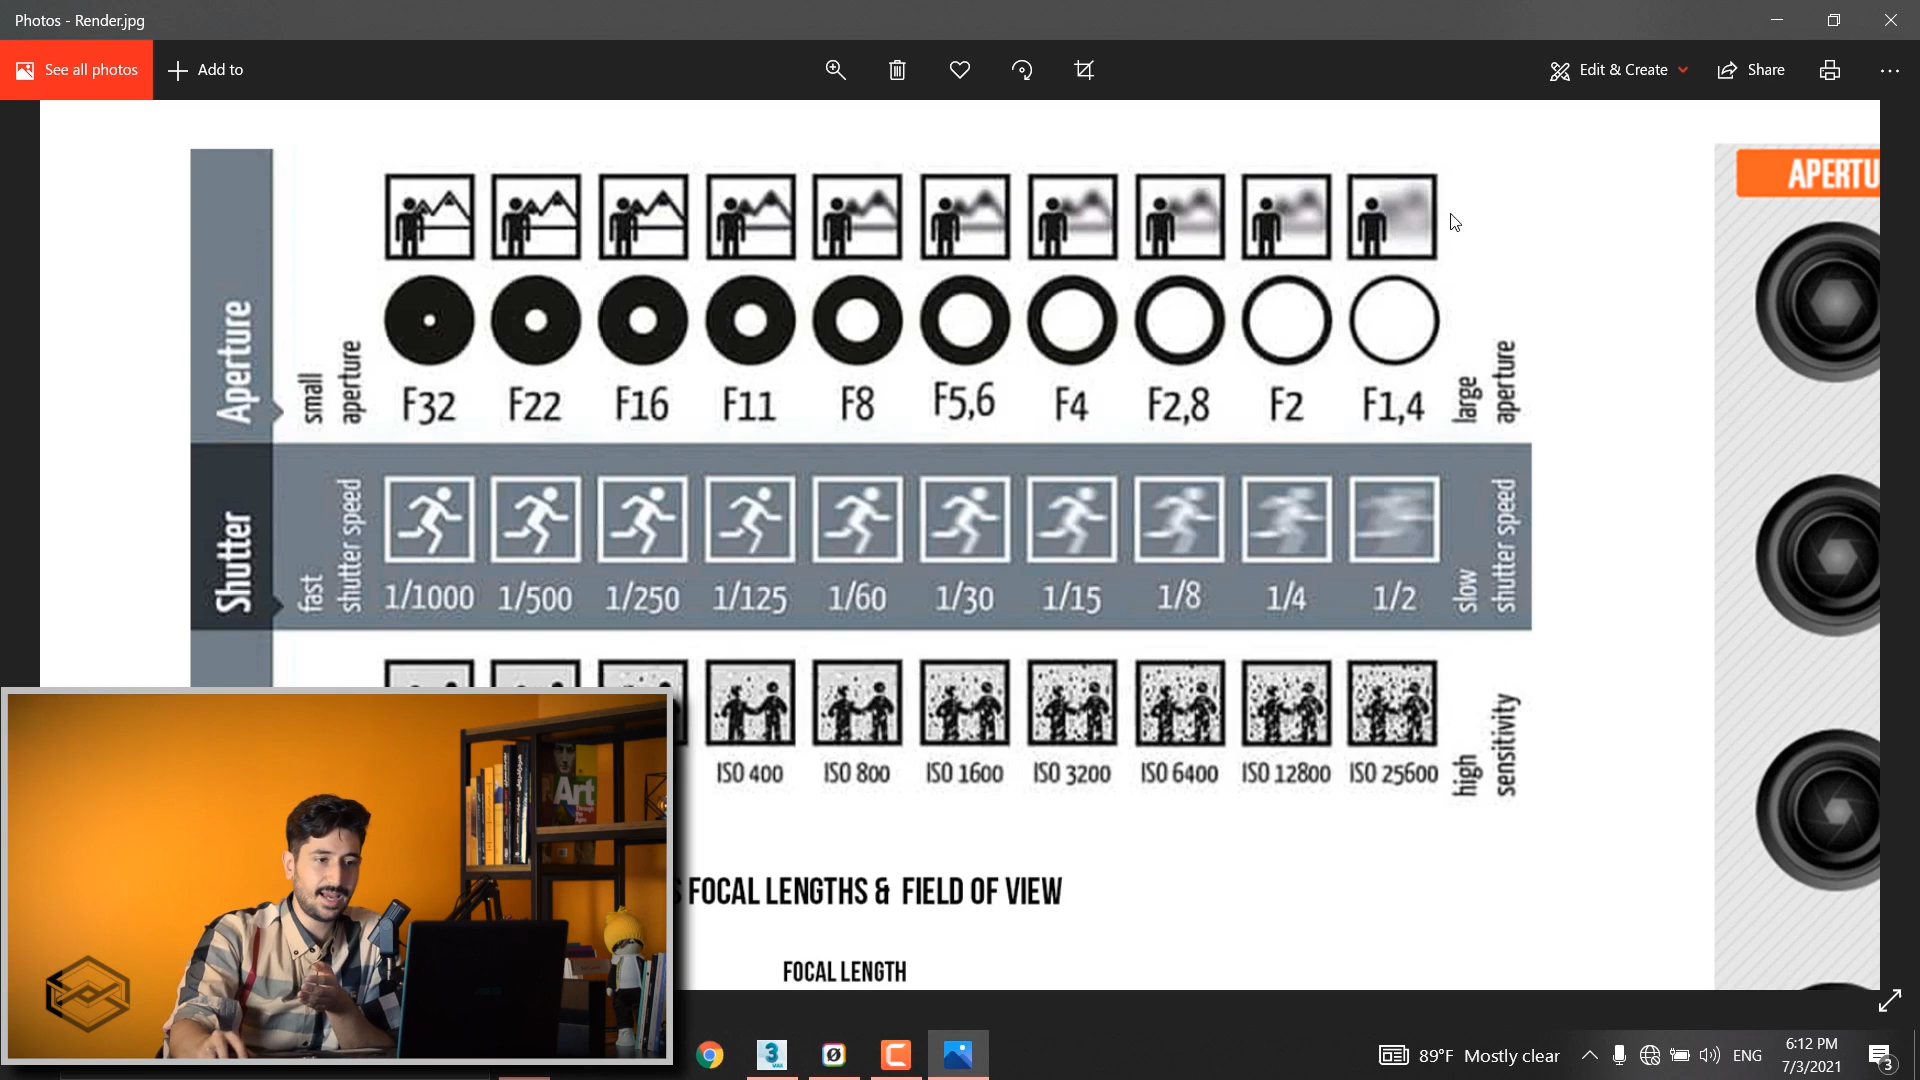 Photos - Render.jpg
See all photos
Add to
Edit & Create
Share
APERTU
Aperture
small
aperture
F32 F22 F16 F11 F8 F5,6 F4 F2,8 F2 F1,4
large
aperture
Shutter
fast
shutter speed
1/1000 1/500 1/250 1/125 1/60 1/30 1/15 1/8 1/4 1/2
slow
shutter speed
ISO 400 ISO 800 ISO 1600 ISO 3200 ISO 6400 ISO 12800 ISO 25600
high
sensitivity
FOCAL LENGTHS & FIELD OF VIEW
FOCAL LENGTH
Art
3
89°F Mostly clear
ENG
6:12 PM
7/3/2021
3